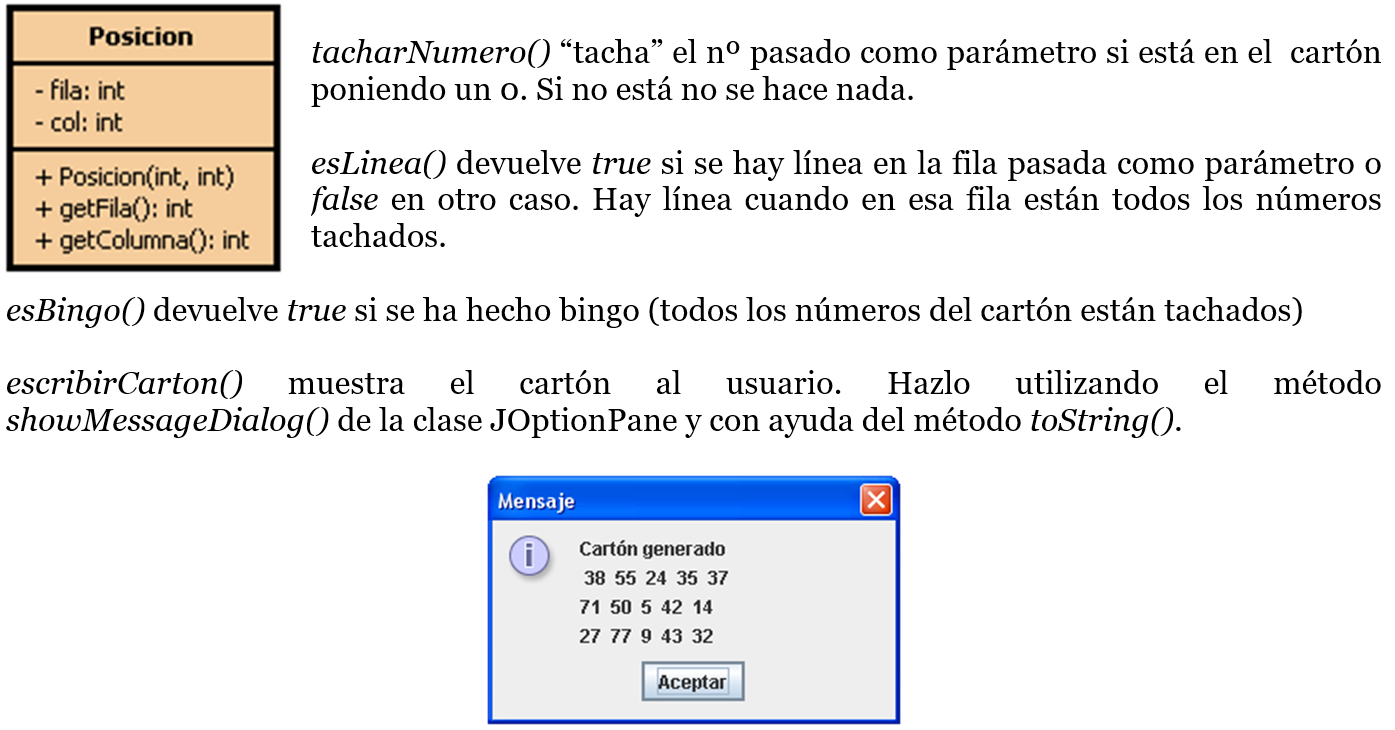 Posicion
- fila: int
- col: int
+ Posicion(int, int)
+ getFila(): int
+ getColumna(): int
tacharNumero() “tacha” el nº pasado como parámetro si está en el cartón
poniendo un 0. Si no está no se hace nada.
esLinea() devuelve true si se hay línea en la fila pasada como parámetro o
false en otro caso. Hay línea cuando en esa fila están todos los números
tachados.
esBingo() devuelve true si se ha hecho bingo (todos los números del cartón están tachados)
escribirCarton() muestra el cartón al usuario. Hazlo utilizando el método
showMessageDialog() de la clase JOptionPane y con ayuda del método toString().
Mensaje
Cartón generado
38 55 24 35 37
71 50 5 42 14
27 77 9 43 32
Aceptar